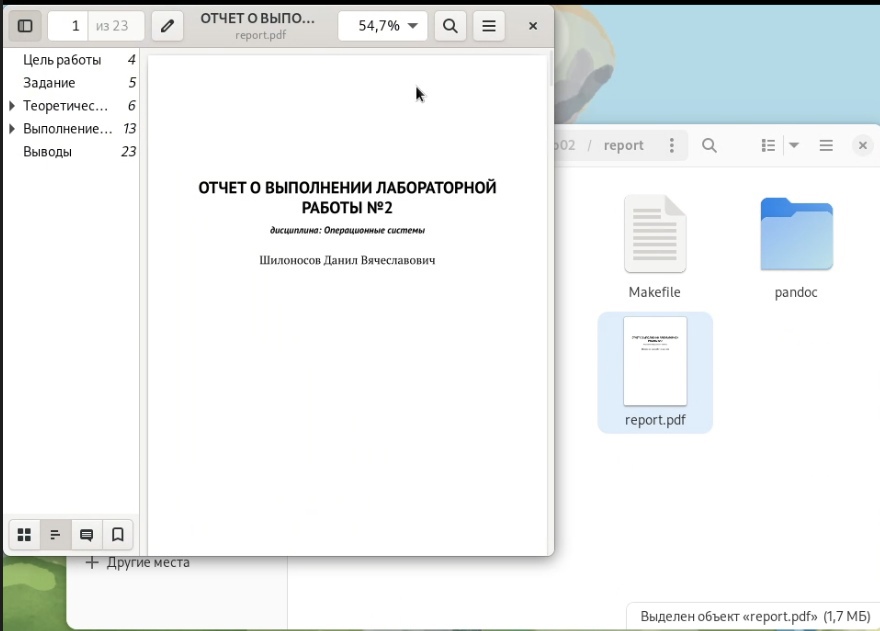 1 из 23
ОТЧЕТ О ВЫПО...
report.pdf
54,7%
Цель работы 4
Задание 5
Теоретичес... 6
Выполнение... 13
Выводы 23
ОТЧЕТ О ВЫПОЛНЕНИИ ЛАБОРАТОРНОЙ
РАБОТЫ №2
дисциплина: Операционные системы
Шилоносов Данил Вячеславович
02 / report
Makefile
pandoc
report.pdf
+ Другие места
Выделен объект «report.pdf» (1,7 МБ)